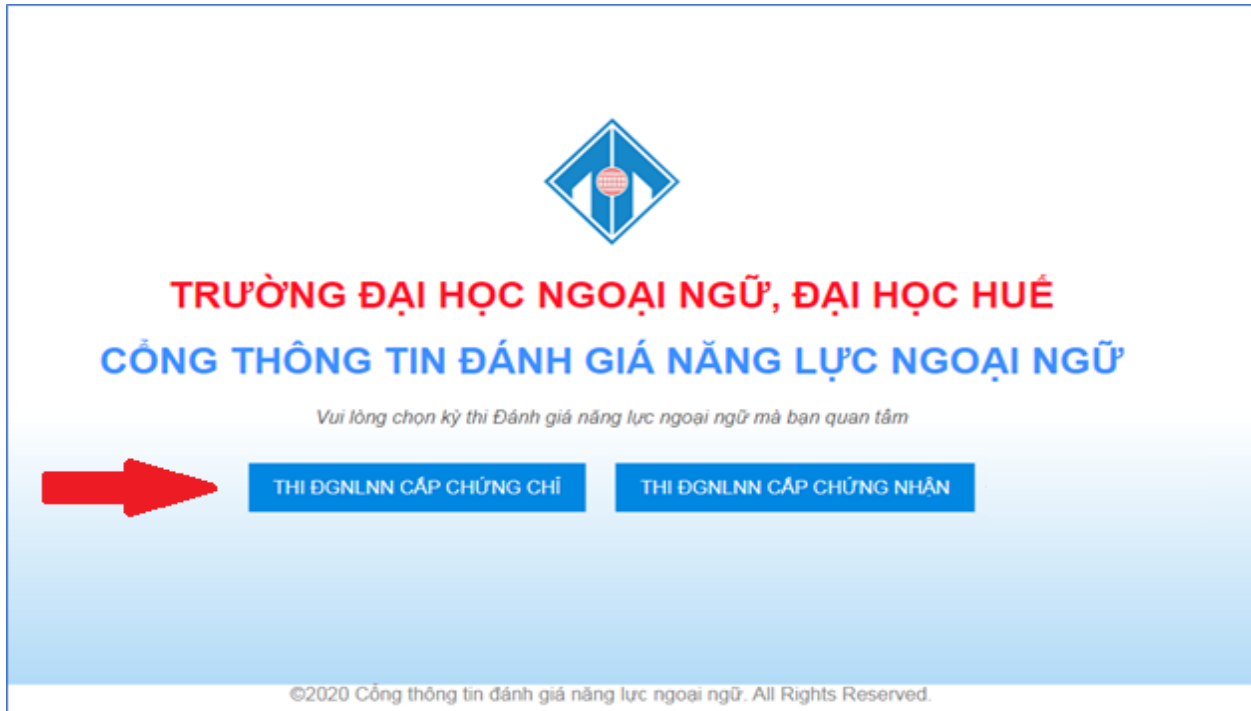 TRƯỜNG ĐẠI HỌC NGOẠI NGỮ, ĐẠI HỌC HUẾ
CỔNG THÔNG TIN ĐÁNH GIÁ NĂNG LỰC NGOẠI NGỮ
Vui lòng chọn kỳ thi Đánh giá năng lực ngoại ngữ mà bạn quan tâm
THI ĐGNLNN CẤP CHỨNG CHỈ
THI ĐGNLNN CẤP CHỨNG NHẬN
©2020 Cổng thông tin đánh giá năng lực ngoại ngữ. All Rights Reserved.